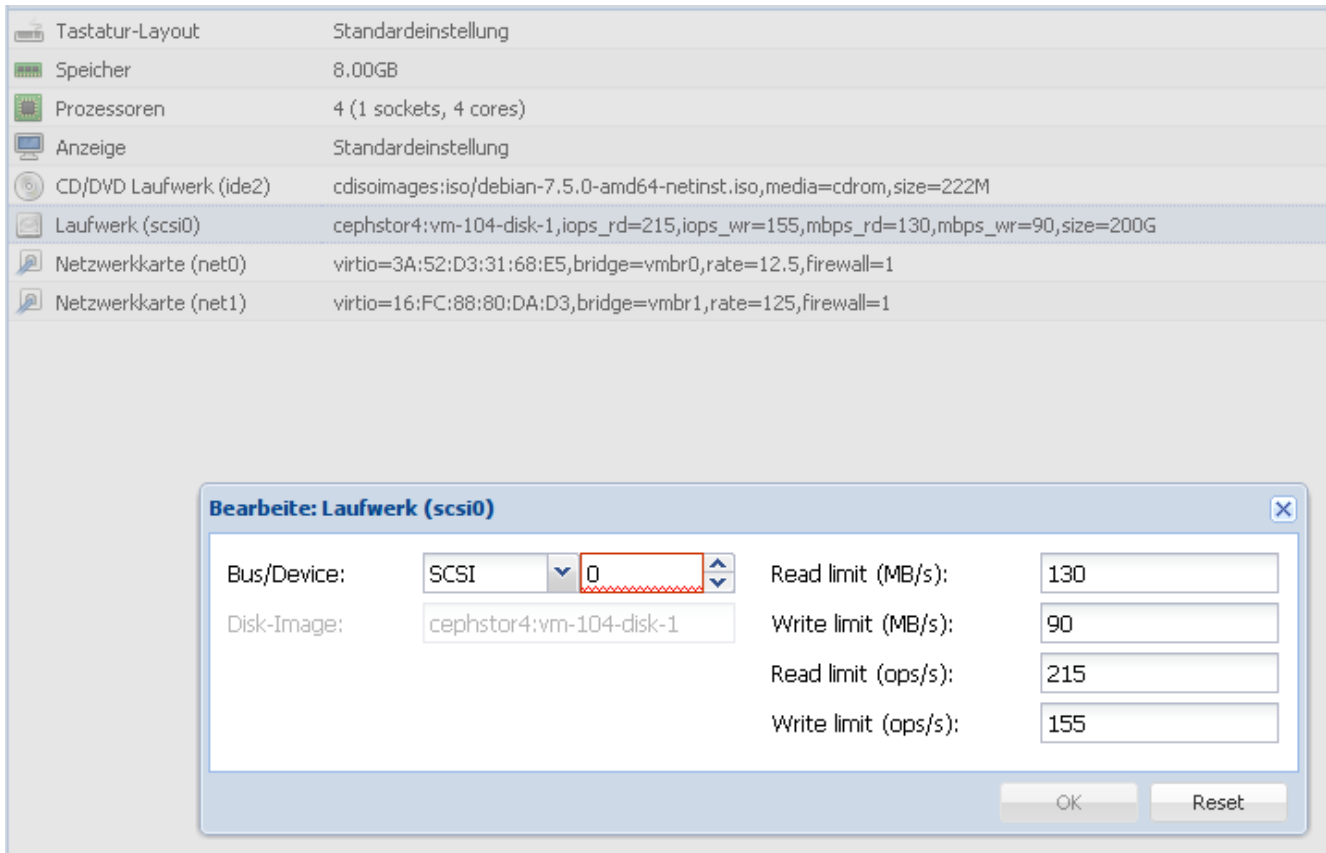 Tastatur-Layout Standardeinstellung
Speicher 8.00GB
Prozessoren 4 (1 sockets, 4 cores)
Anzeige Standardeinstellung
CD/DVD Laufwerk (ide2) cdisoimages:iso/debian-7.5.0-amd64-netinst.iso,media=cdrom,size=222M
Laufwerk (scsi0) cephstor4:vm-104-disk-1,iops_rd=215,iops_wr=155,mbps_rd=130,mbps_wr=90,size=200G
Netzwerkkarte (net0) virtio=3A:52:D3:31:68:E5,bridge=vmbr0,rate=12.5,firewall=1
Netzwerkkarte (net1) virtio=16:FC:88:80:DA:D3,bridge=vmbr1,rate=125,firewall=1
Bearbeite: Laufwerk (scsi0)
Bus/Device: SCSI 0 Read limit (MB/s): 130
Disk-Image: cephstor4:vm-104-disk-1 Write limit (MB/s): 90
Read limit (ops/s): 215
Write limit (ops/s): 155
OK Reset